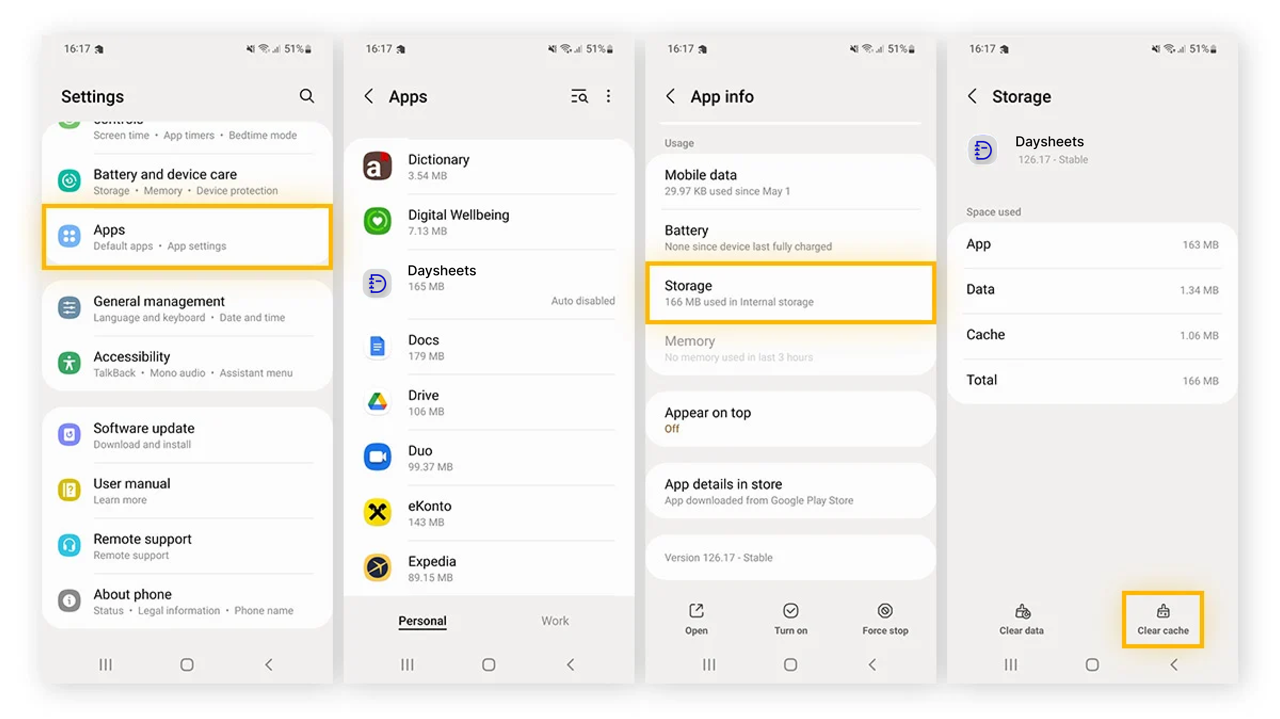 16:17 51%
Settings
Controls
Screen time • App timers • Bedtime mode
Battery and device care
Storage • Memory • Device protection
Apps
Default apps • App settings
General management
Language and keyboard • Date and time
Accessibility
TalkBack • Mono audio • Assistant menu
Software update
Download and install
User manual
Learn more
Remote support
Remote support
About phone
Status • Legal information • Phone name
16:17 51%
Apps
Dictionary
3.54 MB
Digital Wellbeing
7.13 MB
Daysheets
165 MB
Auto disabled
Docs
179 MB
Drive
106 MB
Duo
99.37 MB
eKonto
143 MB
Expedia
89.15 MB
Personal Work
16:17 51%
App info
Usage
Mobile data
29.97 KB used since May 1
Battery
None since device last fully charged
Storage
166 MB used in Internal storage
Memory
No memory used in last 3 hours
Appear on top
Off
App details in store
App downloaded from Google Play Store
Version 126.17 - Stable
Open Turn on Force stop
16:17 51%
Storage
Daysheets
126.17 - Stable
Space used
App 163 MB
Data 1.34 MB
Cache 1.06 MB
Total 166 MB
Clear data Clear cache